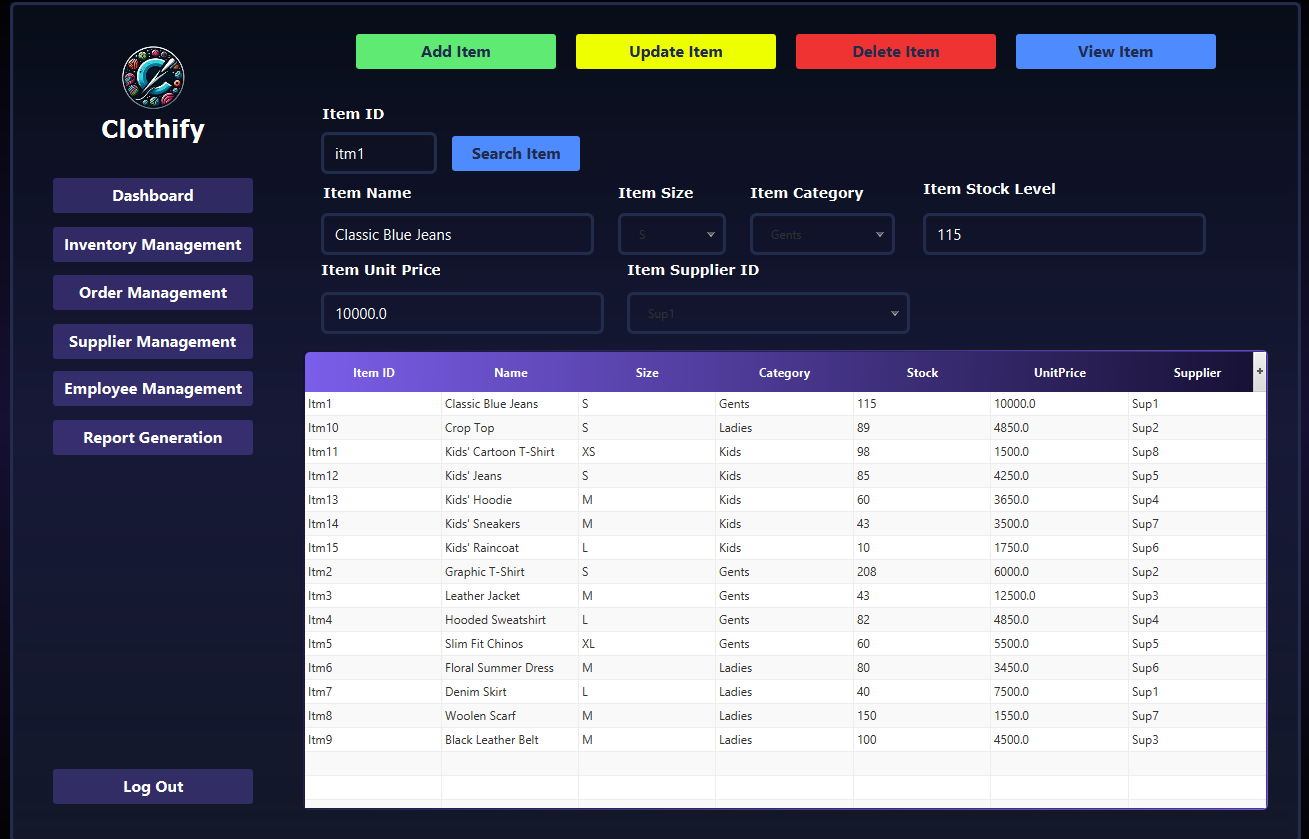 Add Item Update Item Delete Item View Item
Clothify
Item ID
itm1 Search Item
Item Name Item Size Item Category Item Stock Level
Classic Blue Jeans S Gents 115
Item Unit Price Item Supplier ID
10000.0 Sup1
Dashboard
Inventory Management
Order Management
Supplier Management
Employee Management
Report Generation
Log Out
Item ID Name Size Category Stock UnitPrice Supplier +
Itm1 Classic Blue Jeans S Gents 115 10000.0 Sup1
Itm10 Crop Top S Ladies 89 4850.0 Sup2
Itm11 Kids' Cartoon T-Shirt XS Kids 98 1500.0 Sup8
Itm12 Kids' Jeans S Kids 85 4250.0 Sup5
Itm13 Kids' Hoodie M Kids 60 3650.0 Sup4
Itm14 Kids' Sneakers M Kids 43 3500.0 Sup7
Itm15 Kids' Raincoat L Kids 10 1750.0 Sup6
Itm2 Graphic T-Shirt S Gents 208 6000.0 Sup2
Itm3 Leather Jacket M Gents 43 12500.0 Sup3
Itm4 Hooded Sweatshirt L Gents 82 4850.0 Sup4
Itm5 Slim Fit Chinos XL Gents 60 5500.0 Sup5
Itm6 Floral Summer Dress M Ladies 80 3450.0 Sup6
Itm7 Denim Skirt L Ladies 40 7500.0 Sup1
Itm8 Woolen Scarf M Ladies 150 1550.0 Sup7
Itm9 Black Leather Belt M Ladies 100 4500.0 Sup3